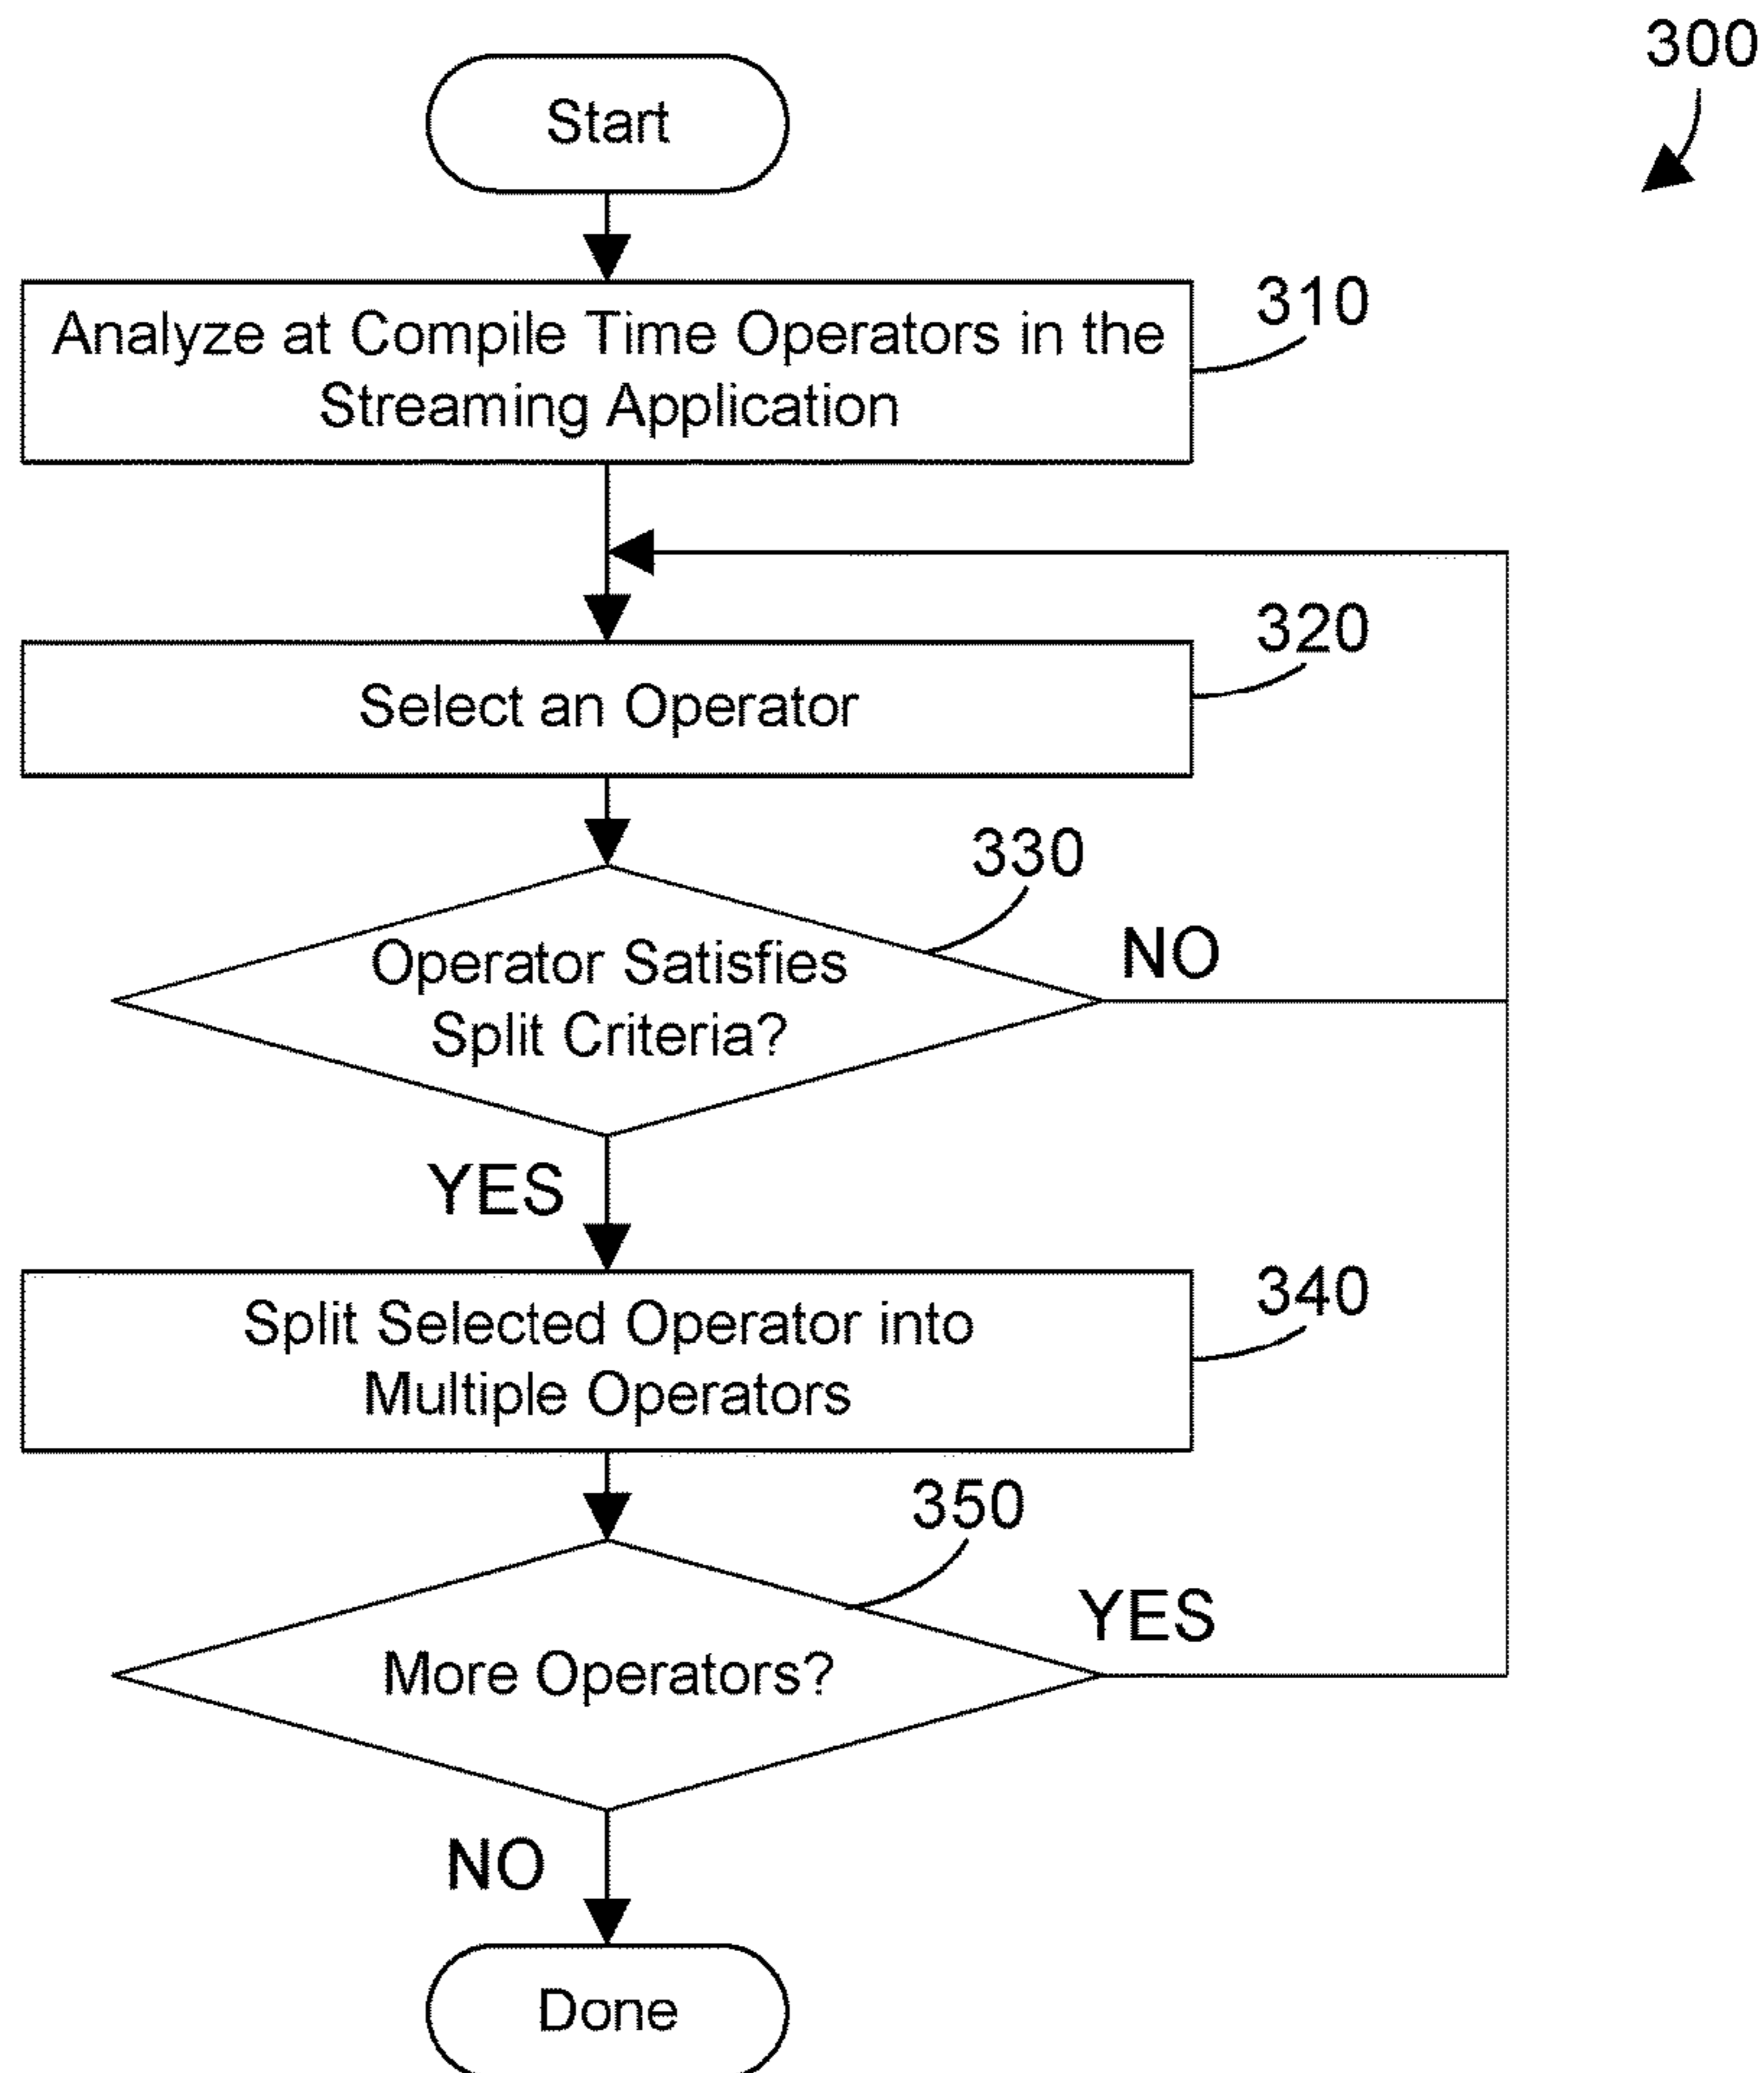 300
Start
310
Analyze at Compile Time Operators in the
Streaming Application
320
Select an Operator
330
Operator Satisfies
Split Criteria?
NO
YES
340
Split Selected Operator into
Multiple Operators
350
More Operators?
YES
NO
Done